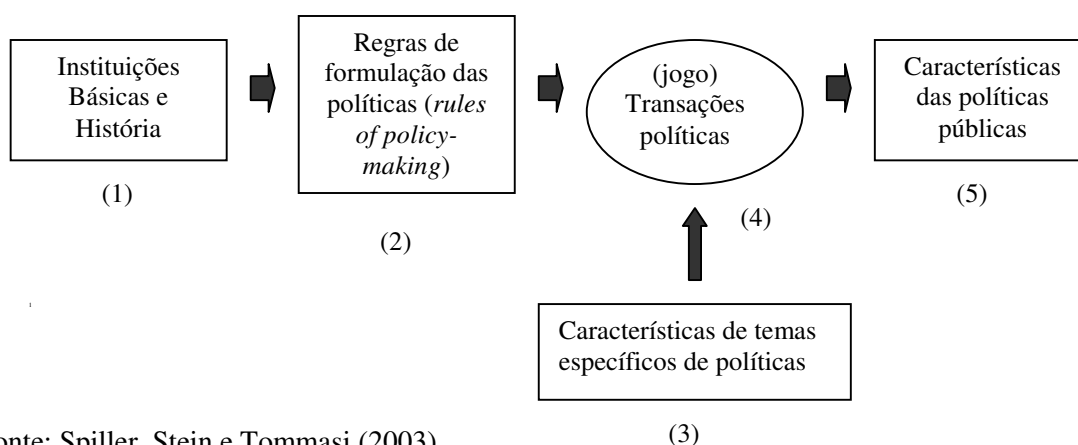 Instituições
Básicas e
História
(1)
Regras de
formulação das
políticas (rules
of policy-
making)
(2)
(jogo)
Transações
políticas
(4)
Características
das políticas
públicas
(5)
1
Características de temas
específicos de políticas
(3)
onte: Spiller, Stein e Tommasi (2003)